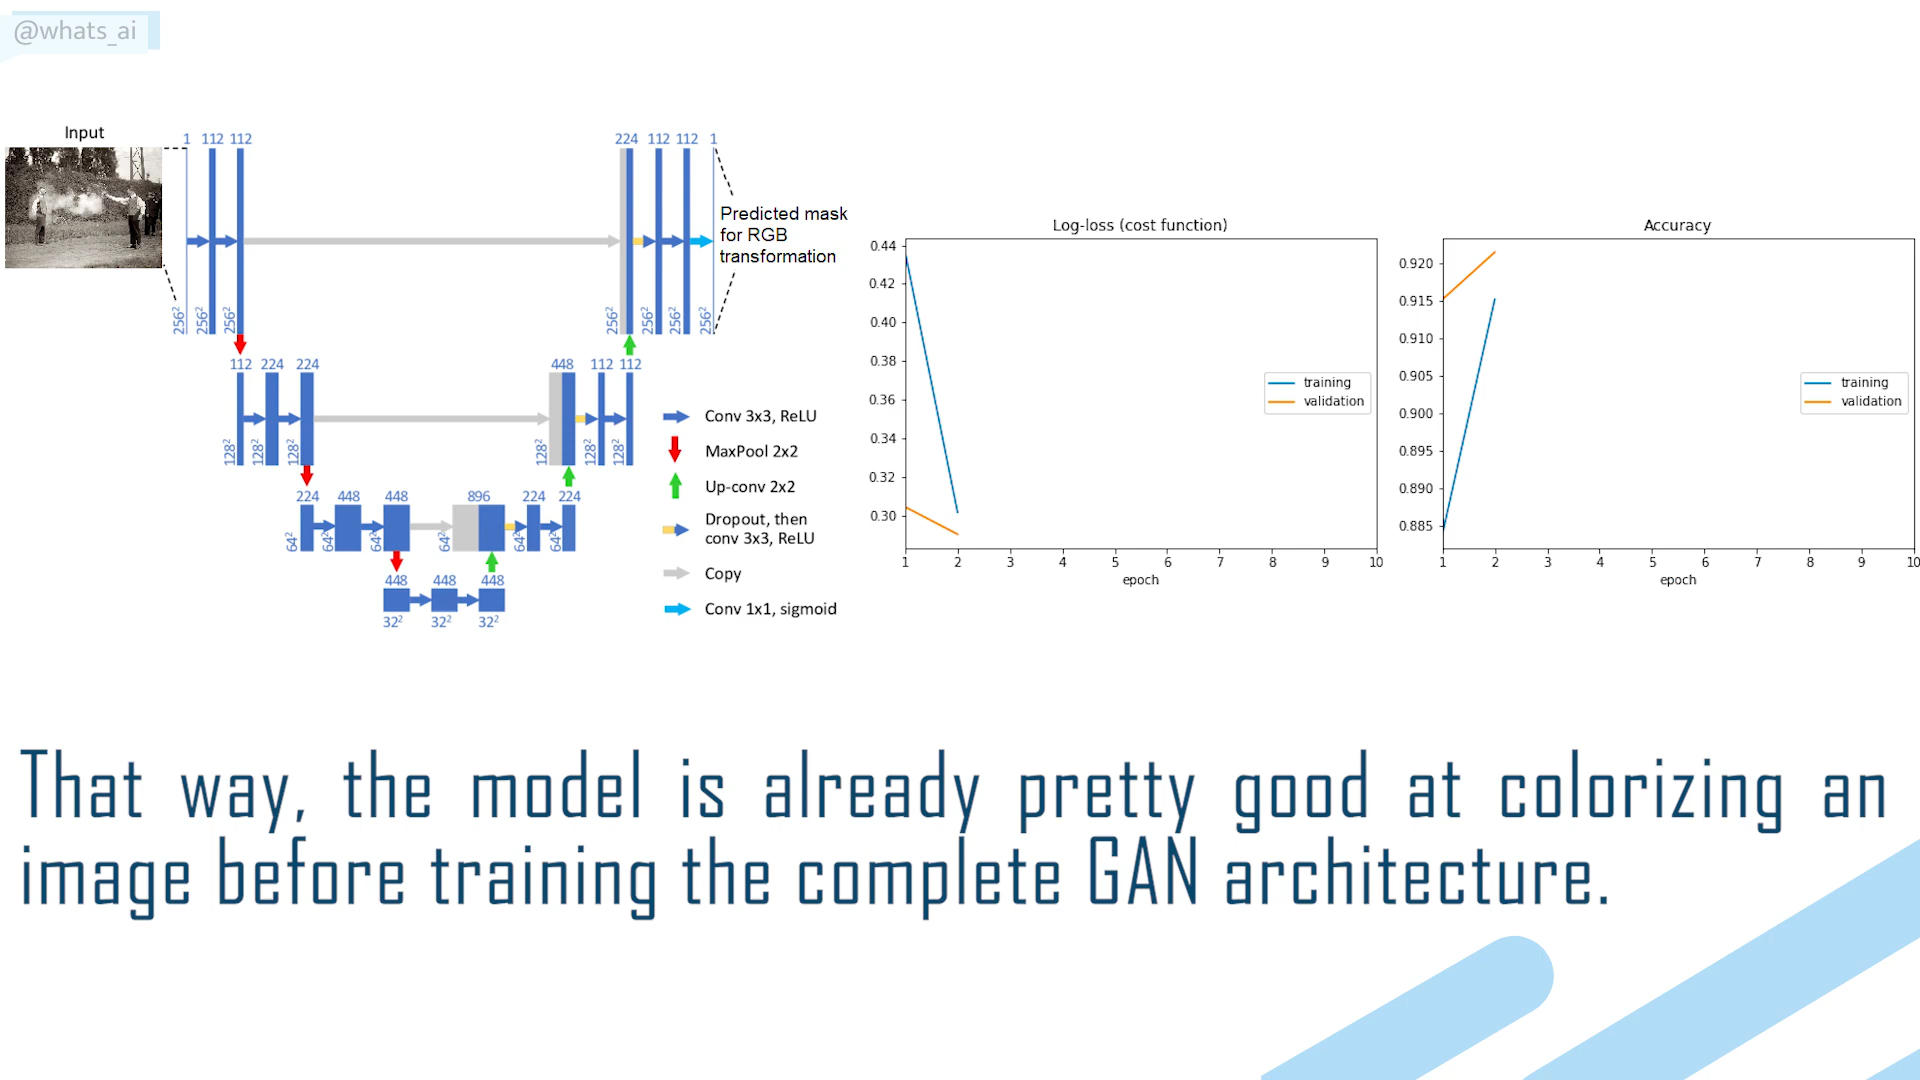 @whats_ai
Input
1 112 112
256² 256² 256²
224 112 112 1
256² 256² 256² 256²
Predicted mask
for RGB
transformation
112 224 224
128² 128² 128²
448 112 112
128² 128² 128²
224 448 448
64² 64² 64²
896 224 224
64² 64² 64²
448 448 448
32² 32² 32²
Conv 3x3, ReLU
MaxPool 2x2
Up-conv 2x2
Dropout, then
conv 3x3, ReLU
Copy
Conv 1x1, sigmoid
Log-loss (cost function)
0.44
0.42
0.40
0.38
0.36
0.34
0.32
0.30
1 2 3 4 5 6 7 8 9 10
epoch
training
validation
Accuracy
0.920
0.915
0.910
0.905
0.900
0.895
0.890
0.885
1 2 3 4 5 6 7 8 9 10
epoch
training
validation
That way, the model is already pretty good at colorizing an
image before training the complete GAN architecture.